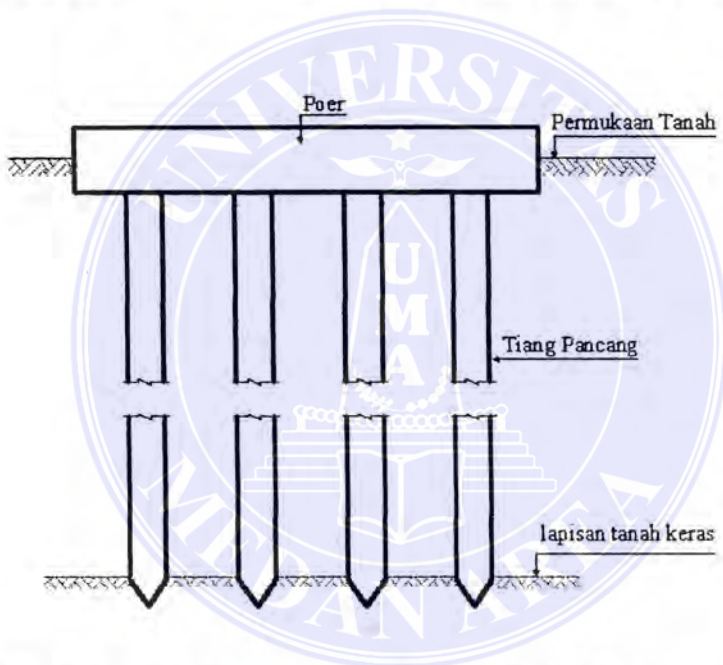 UNIVERSITAS
Poer
Permukaan Tanah
UMA
Tiang Pancang
lapisan tanah keras
MEDAN AREA